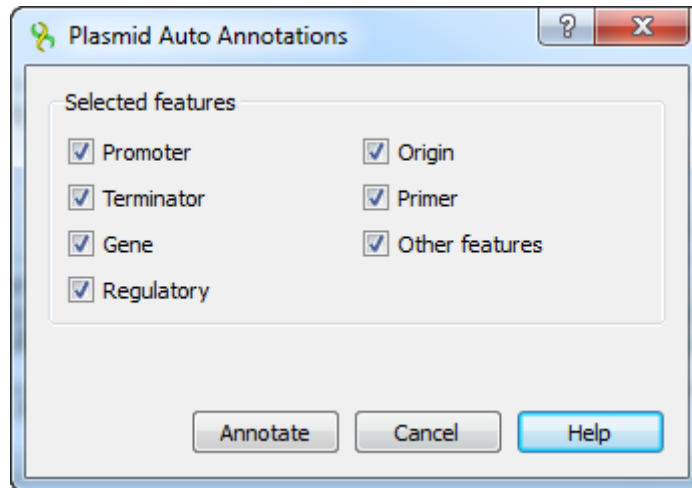 Plasmid Auto Annotations
Selected features
Promoter
Origin
Terminator
Primer
Gene
Other features
Regulatory
Annotate
Cancel
Help